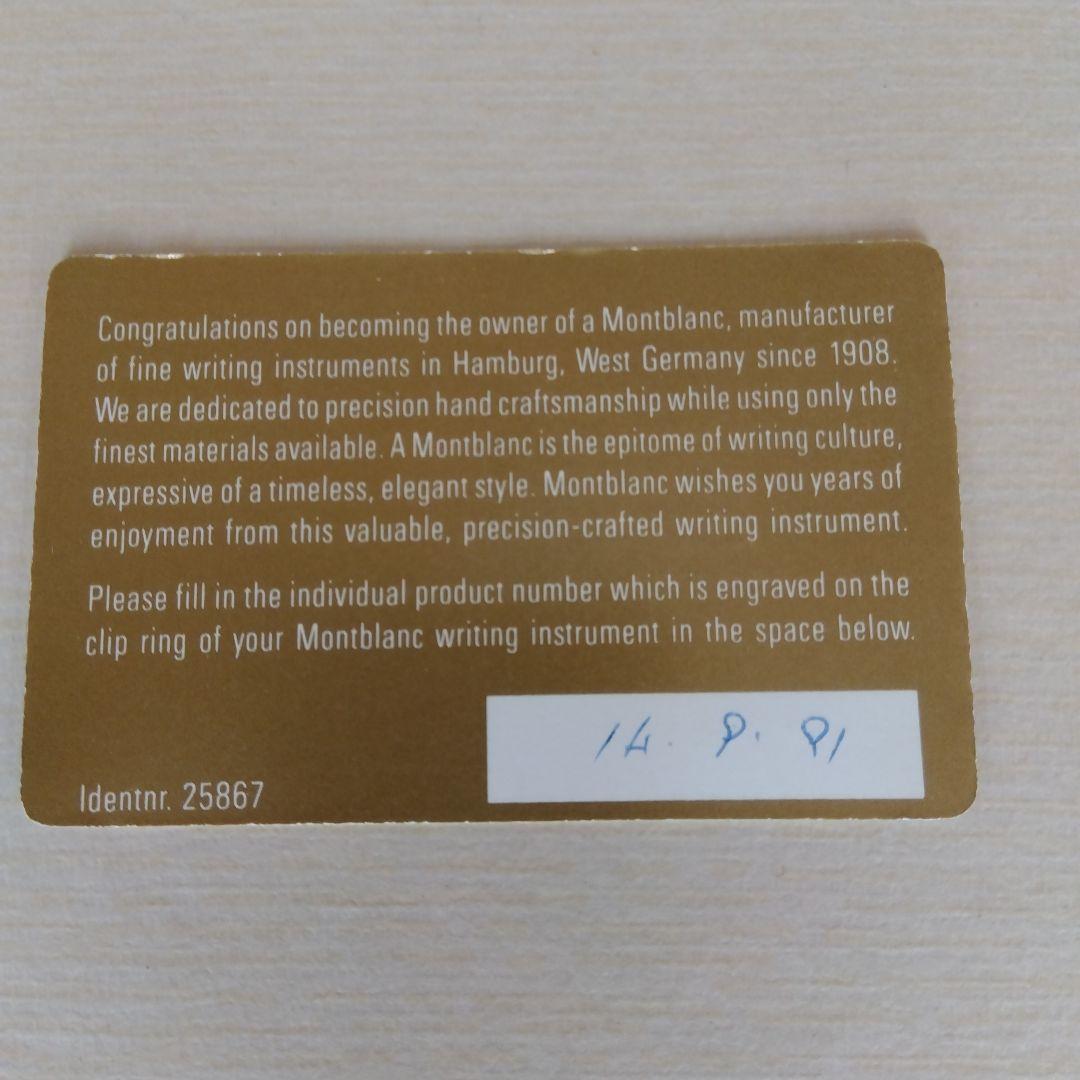 Congratulations on becoming the owner of a Montblanc, manufacturer
of fine writing instruments in Hamburg, West Germany since 1908.
We are dedicated to precision hand craftsmanship while using only the
finest materials available. A Montblanc is the epitome of writing culture,
expressive of a timeless, elegant style. Montblanc wishes you years of
enjoyment from this valuable, precision-crafted writing instrument.
Please fill in the individual product number which is engraved on the
clip ring of your Montblanc writing instrument in the space below.
Identnr. 25867